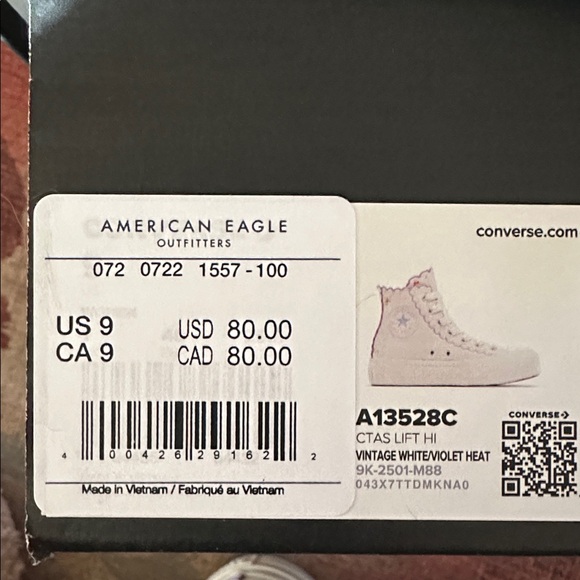 AMERICAN EAGLE
OUTFITTERS
072 0722 1557-100
US 9 USD 80.00
CA 9 CAD 80.00
4 00426 29162 2
Made in Vietnam / Fabriqué au Vietnam
converse.com
A13528C
CTAS LIFT HI
VINTAGE WHITE/VIOLET HEAT
9K-2501-M88
043X7TTDMKNA0
CONVERSE→